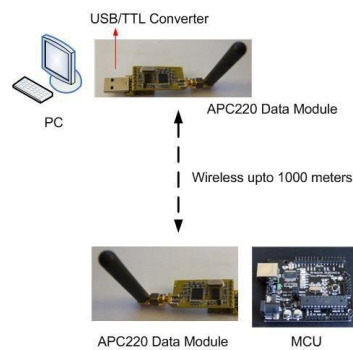 USB/TTL Converter
APC220 Data Module
PC
Wireless upto 1000 meters
APC220 Data Module
MCU